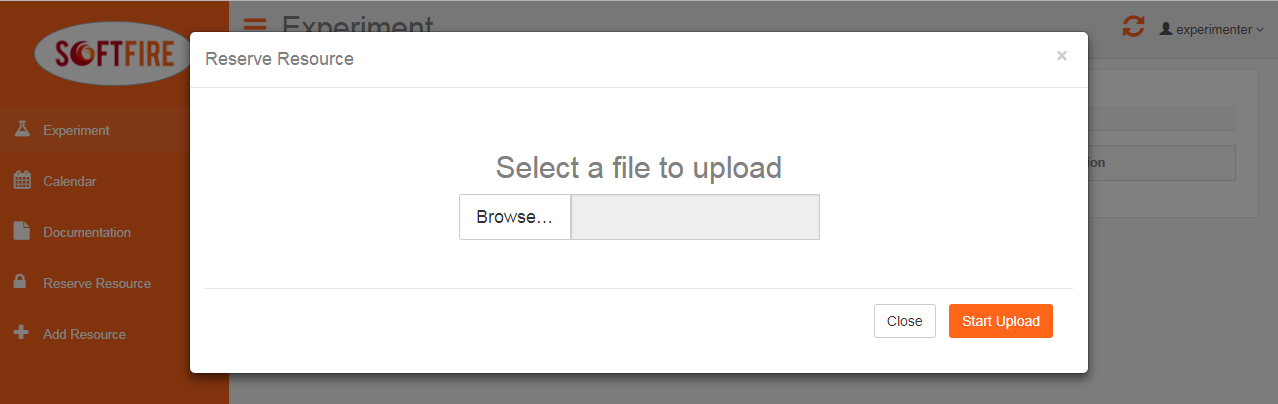 SOFTFIRE
Experiment
experimenter
Reserve Resource
×
Experiment
Calendar
Documentation
Reserve Resource
Add Resource
Select a file to upload
Browse...
Close
Start Upload